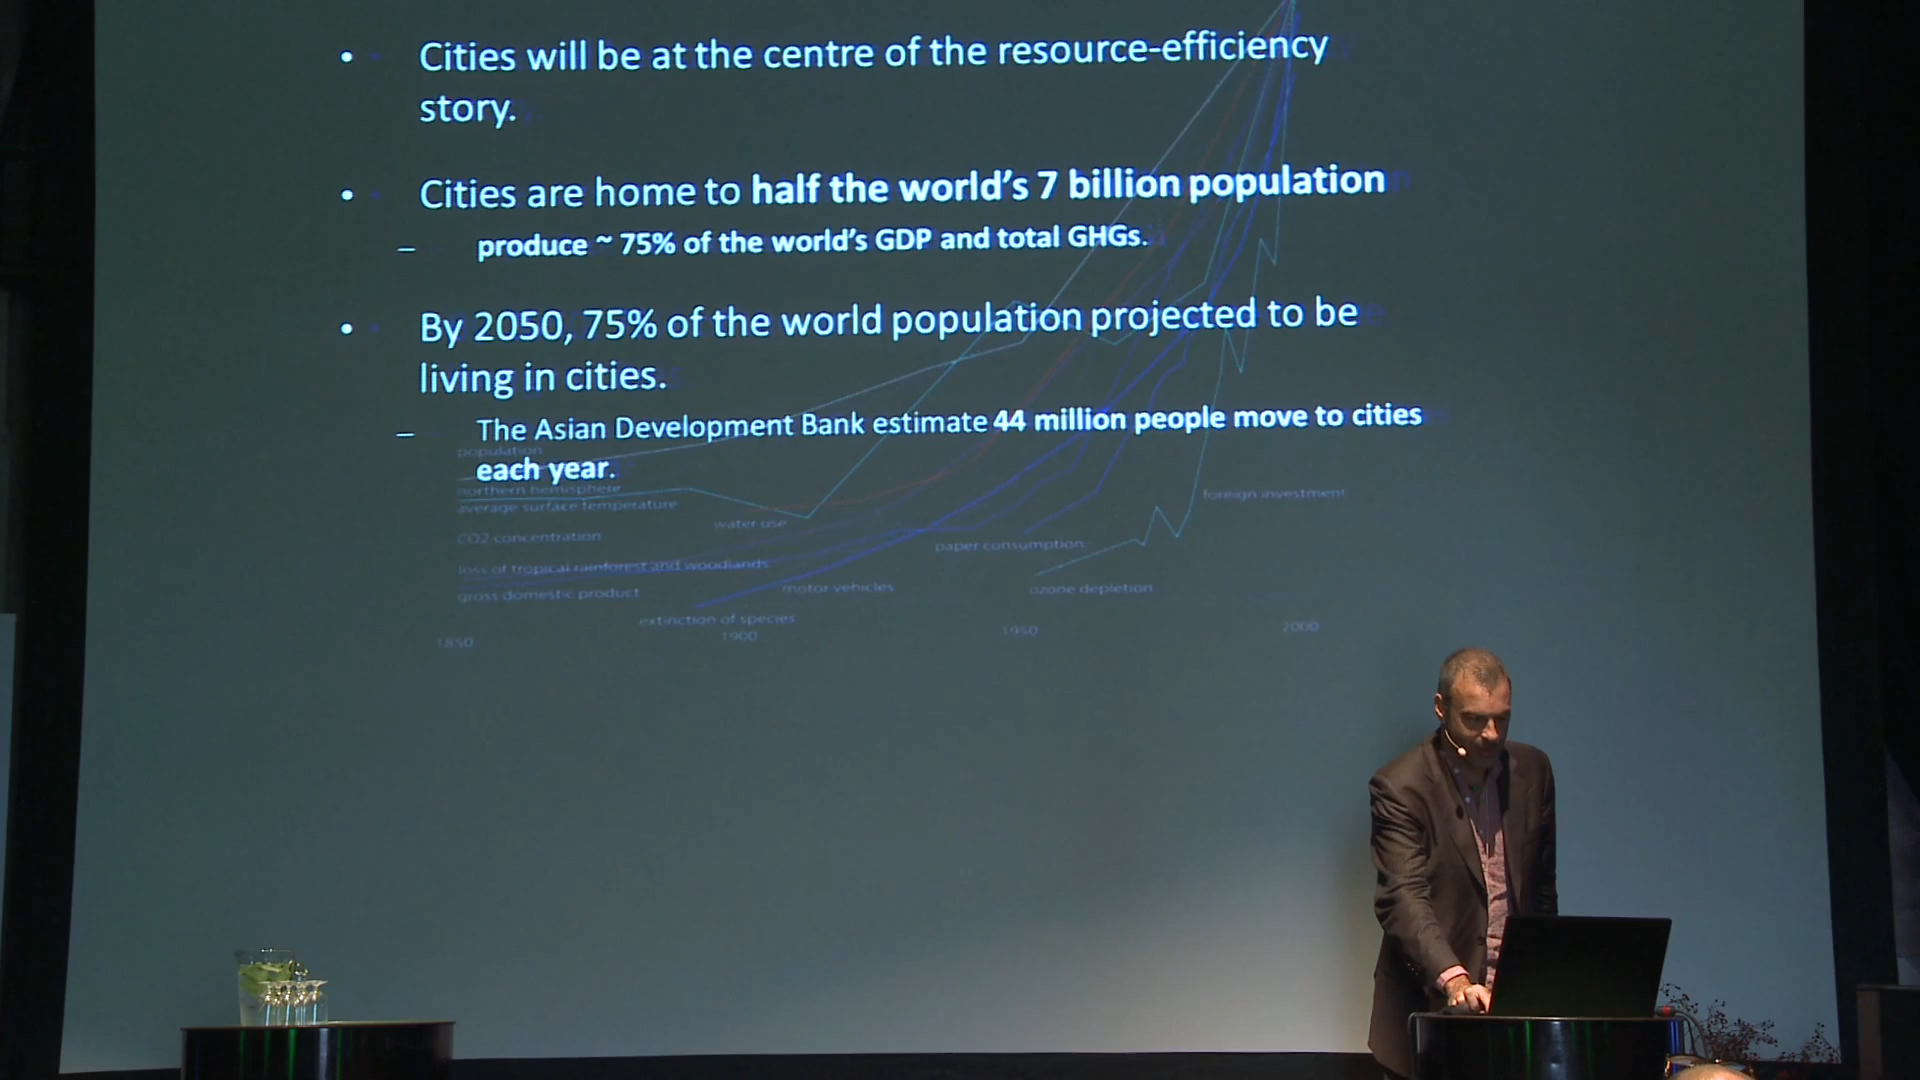 • Cities will be at the centre of the resource-efficiency
story.
• Cities are home to half the world's 7 billion population
– produce ~ 75% of the world's GDP and total GHGs.
• By 2050, 75% of the world population projected to be
living in cities.
– The Asian Development Bank estimate 44 million people move to cities
population
each year.
northern hemisphere
average surface temperature
foreign investment
water use
CO2 concentration
paper consumption
loss of tropical rainforest and woodlands
gross domestic product
motor vehicles
ozone depletion
extinction of species
1850
1900
1950
2000